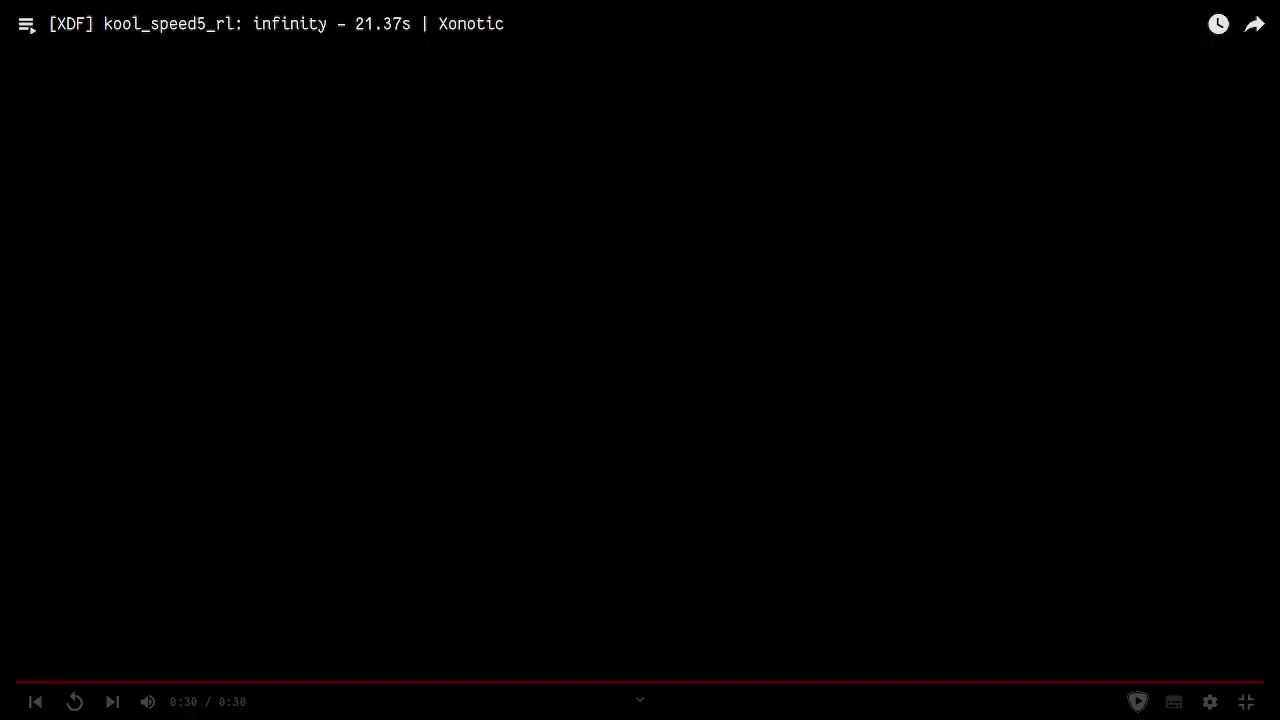 [XDF] kool_speed5_rl: infinity – 21.37s | Xonotic
0:30 / 0:30